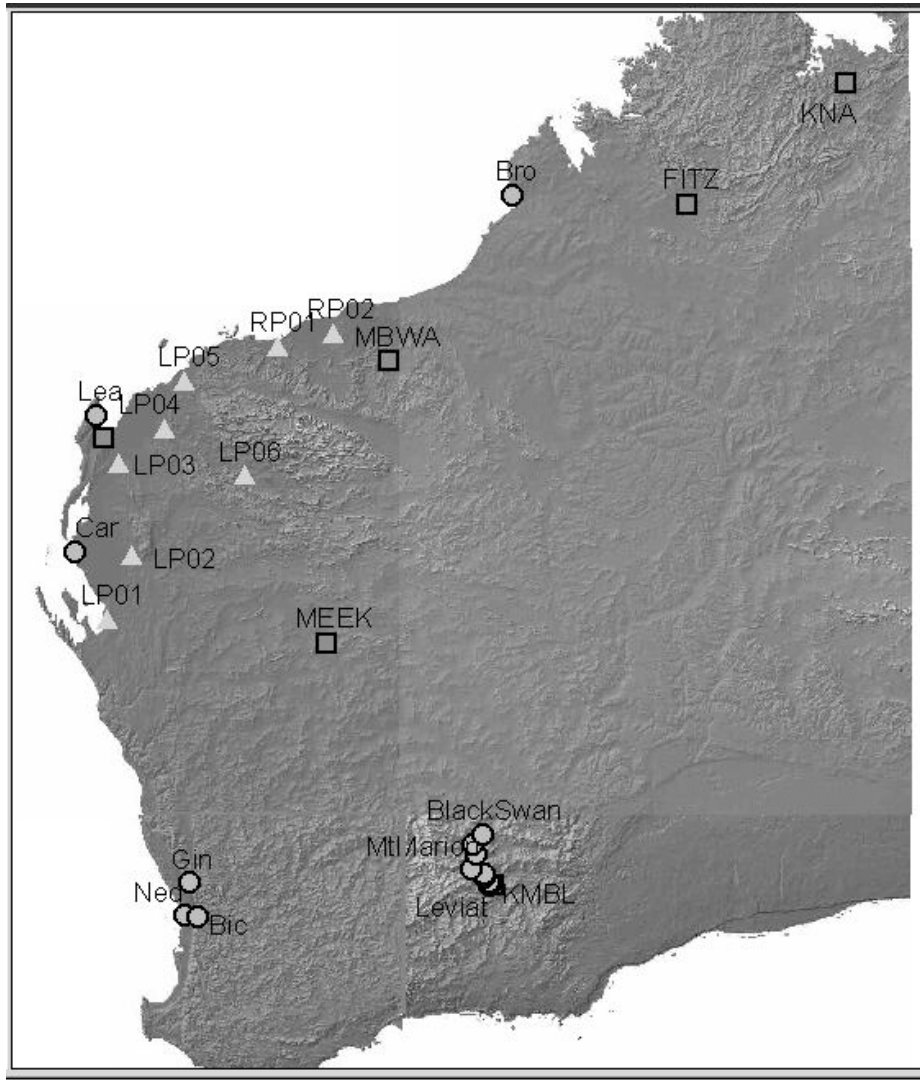 KNA
Bro
FITZ
RP02
RP01
MBWA
LP05
Lea
LP04
LP03
LP06
Car
LP02
LP01
MEEK
BlackSwan
Gin
Ned
Bic
Leviat
KMBL